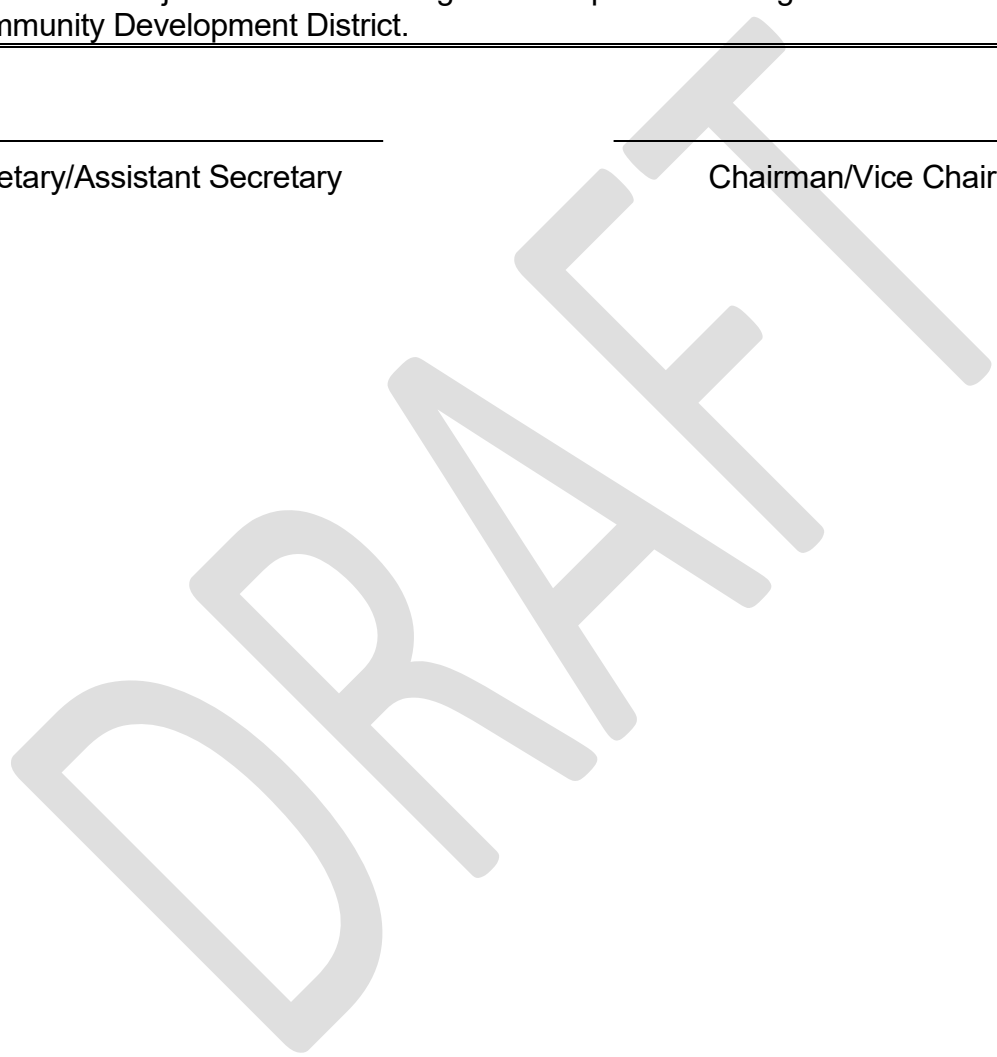 mmunity Development District.
etary/Assistant Secretary Chairman/Vice Chair
DRAFT